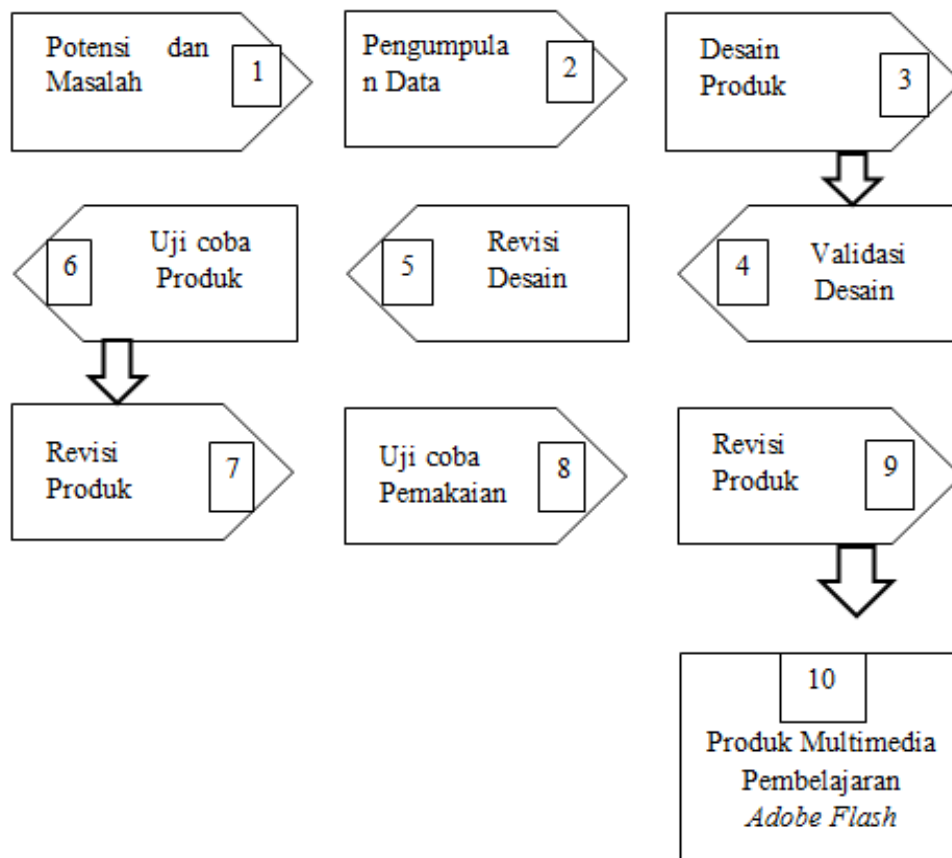 Potensi dan
Masalah
1
Pengumpula
n Data
2
Desain
Produk
3
Validasi
Desain
4
Revisi
Desain
5
Uji coba
Produk
6
Revisi
Produk
7
Uji coba
Pemakaian
8
Revisi
Produk
9
10
Produk Multimedia
Pembelajaran
Adobe Flash